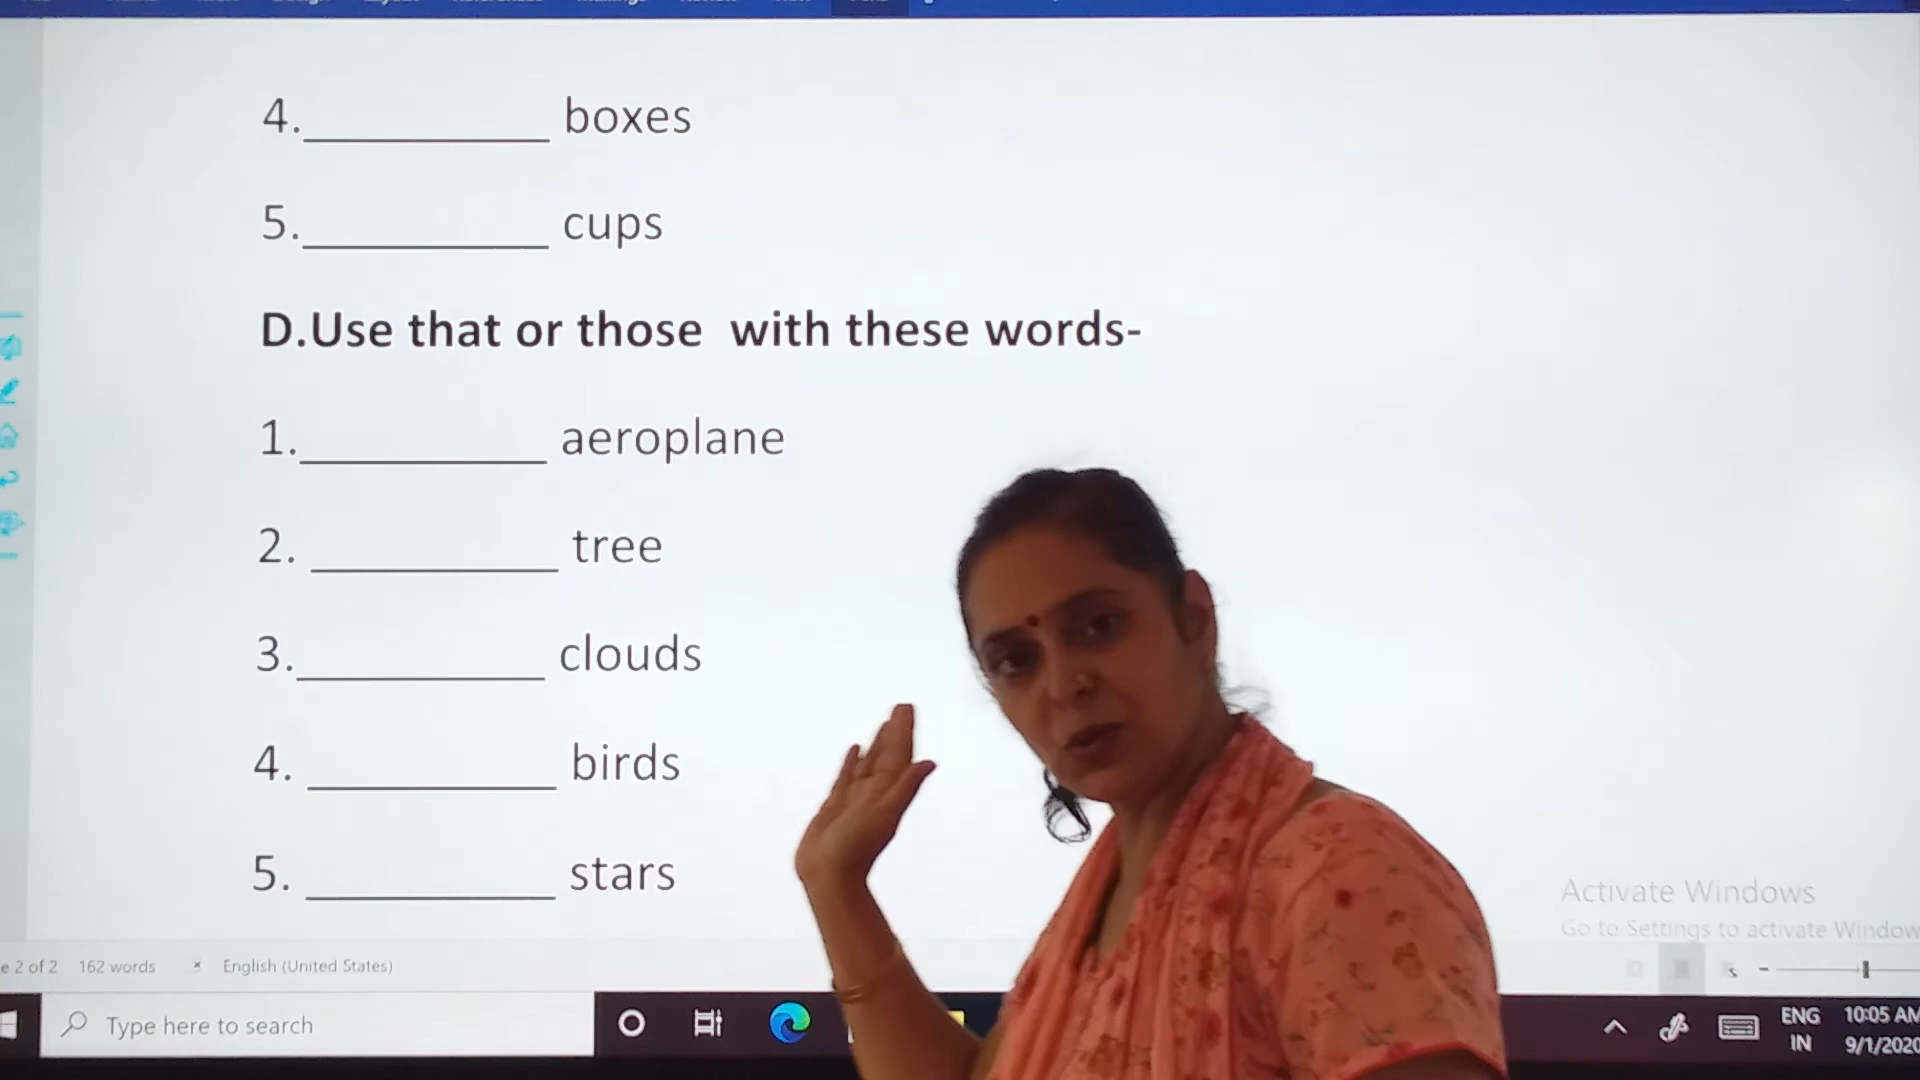 4.__________ boxes
5.__________ cups
D.Use that or those with these words-
1.__________ aeroplane
2. __________ tree
3.__________ clouds
4. __________ birds
5. __________ stars
Activate Windows
Go to Settings to activate Window
e 2 of 2 162 words English (United States)
Type here to search
ENG
IN
10:05 AM
9/1/2020